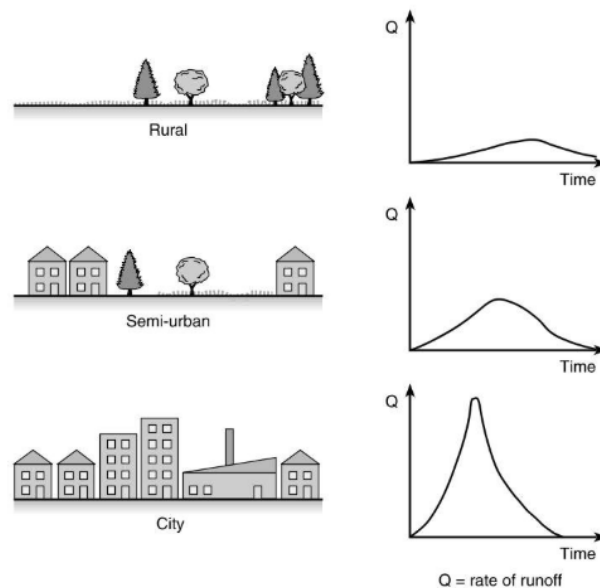 Q
Time
Rural
Q
Time
Semi-urban
Q
Time
City
Q = rate of runoff